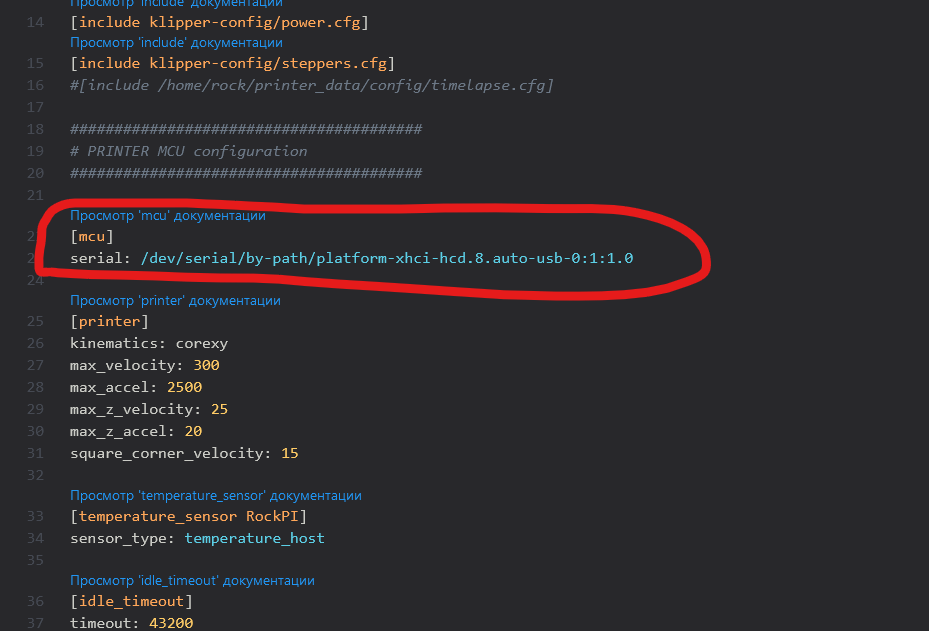 Просмотр 'include' документации
14 [include klipper-config/power.cfg]
Просмотр 'include' документации
15 [include klipper-config/steppers.cfg]
16 #[include /home/rock/printer_data/config/timelapse.cfg]
17
18 ########################################
19 # PRINTER MCU configuration
20 ########################################
21
Просмотр 'mcu' документации
[mcu]
serial: /dev/serial/by-path/platform-xhci-hcd.8.auto-usb-0:1:1.0
24
Просмотр 'printer' документации
25 [printer]
26 kinematics: corexy
27 max_velocity: 300
28 max_accel: 2500
29 max_z_velocity: 25
30 max_z_accel: 20
31 square_corner_velocity: 15
32
Просмотр 'temperature_sensor' документации
33 [temperature_sensor RockPI]
34 sensor_type: temperature_host
35
Просмотр 'idle_timeout' документации
36 [idle_timeout]
37 timeout: 43200